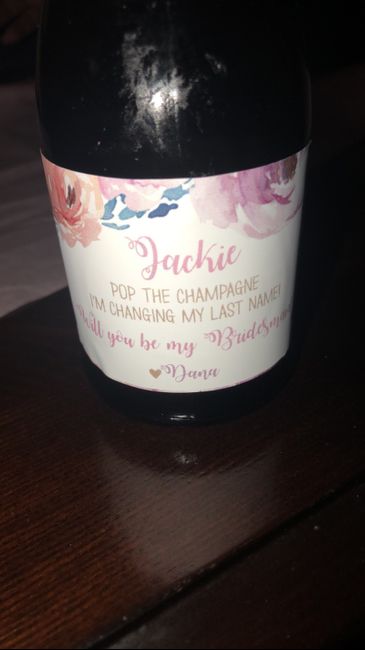 Jackie
POP THE CHAMPAGNE
I'M CHANGING MY LAST NAME!
Will you be my
Dana